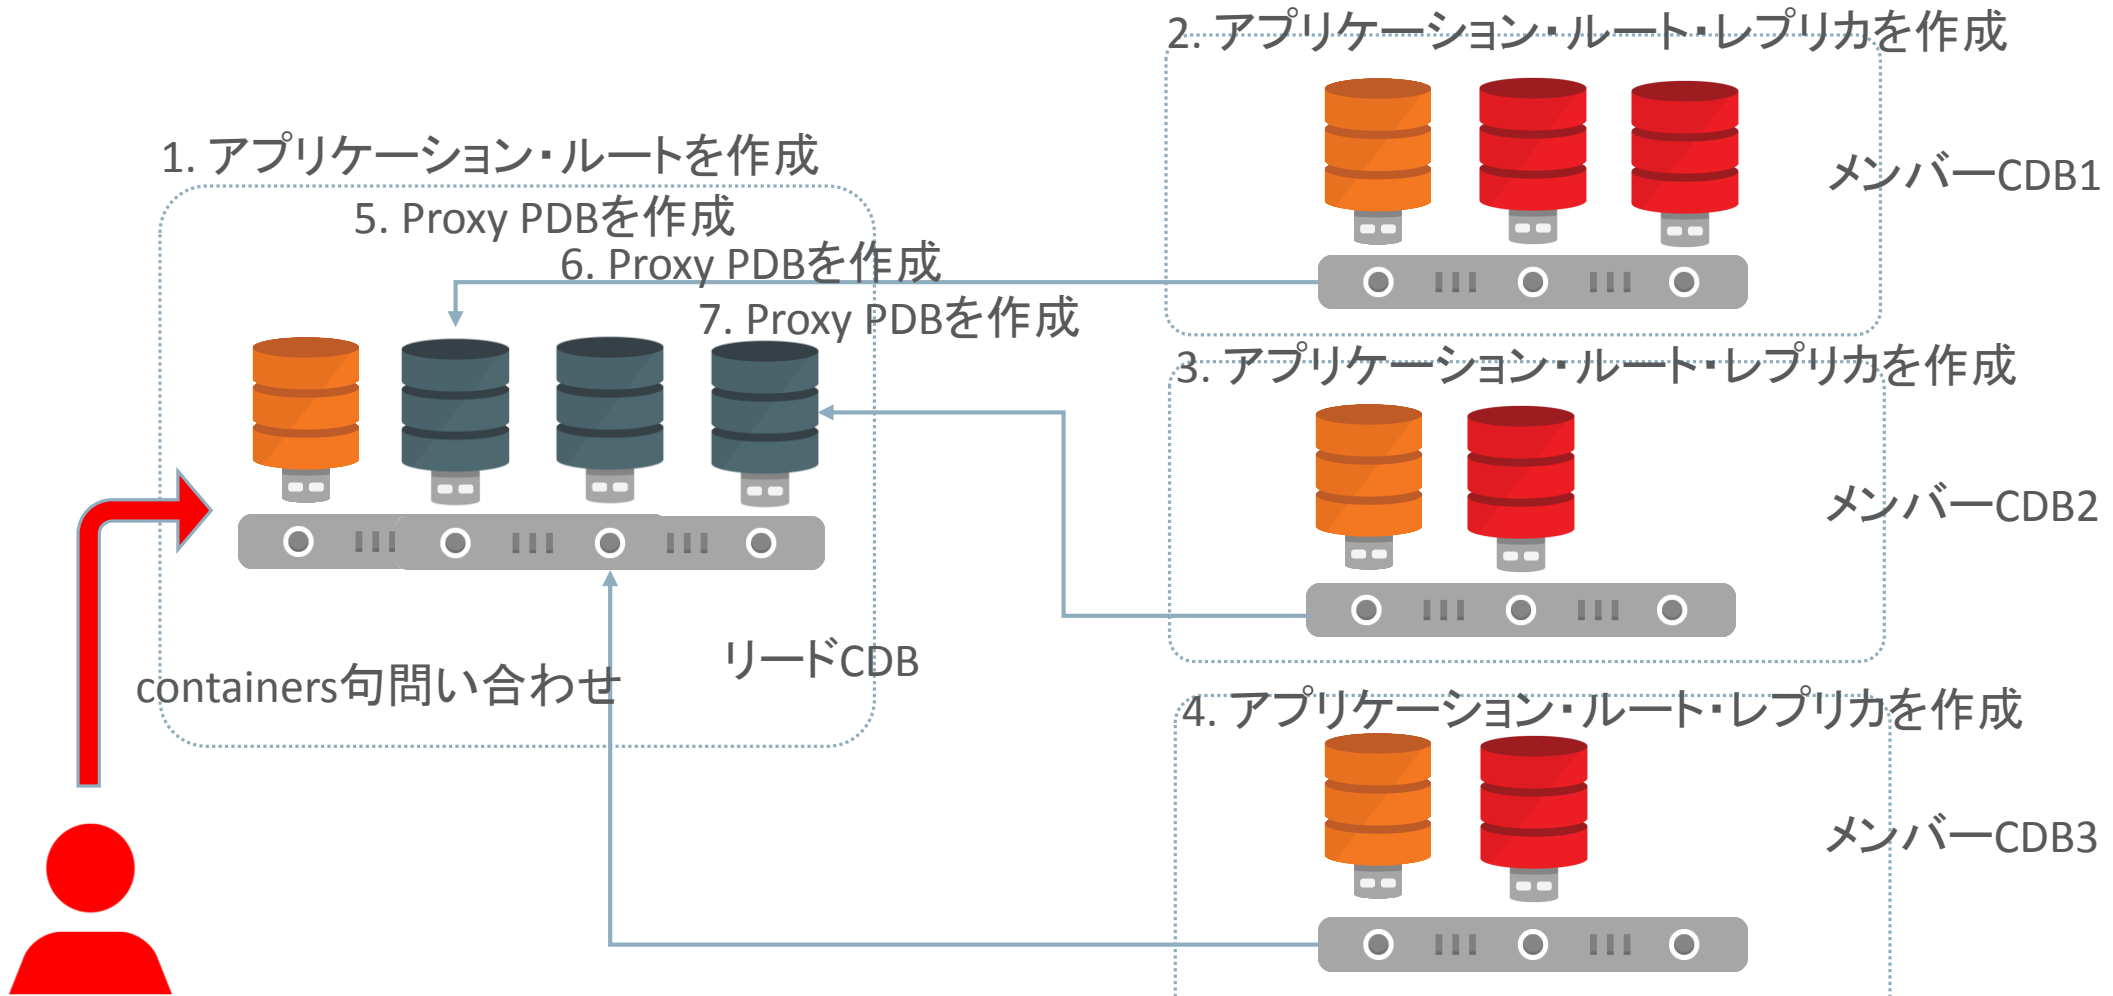 1. アプリケーション・ルートを作成
5. Proxy PDBを作成
6. Proxy PDBを作成
7. Proxy PDBを作成
リードCDB
containers句問い合わせ
2. アプリケーション・ルート・レプリカを作成
メンバーCDB1
3. アプリケーション・ルート・レプリカを作成
メンバーCDB2
4. アプリケーション・ルート・レプリカを作成
メンバーCDB3